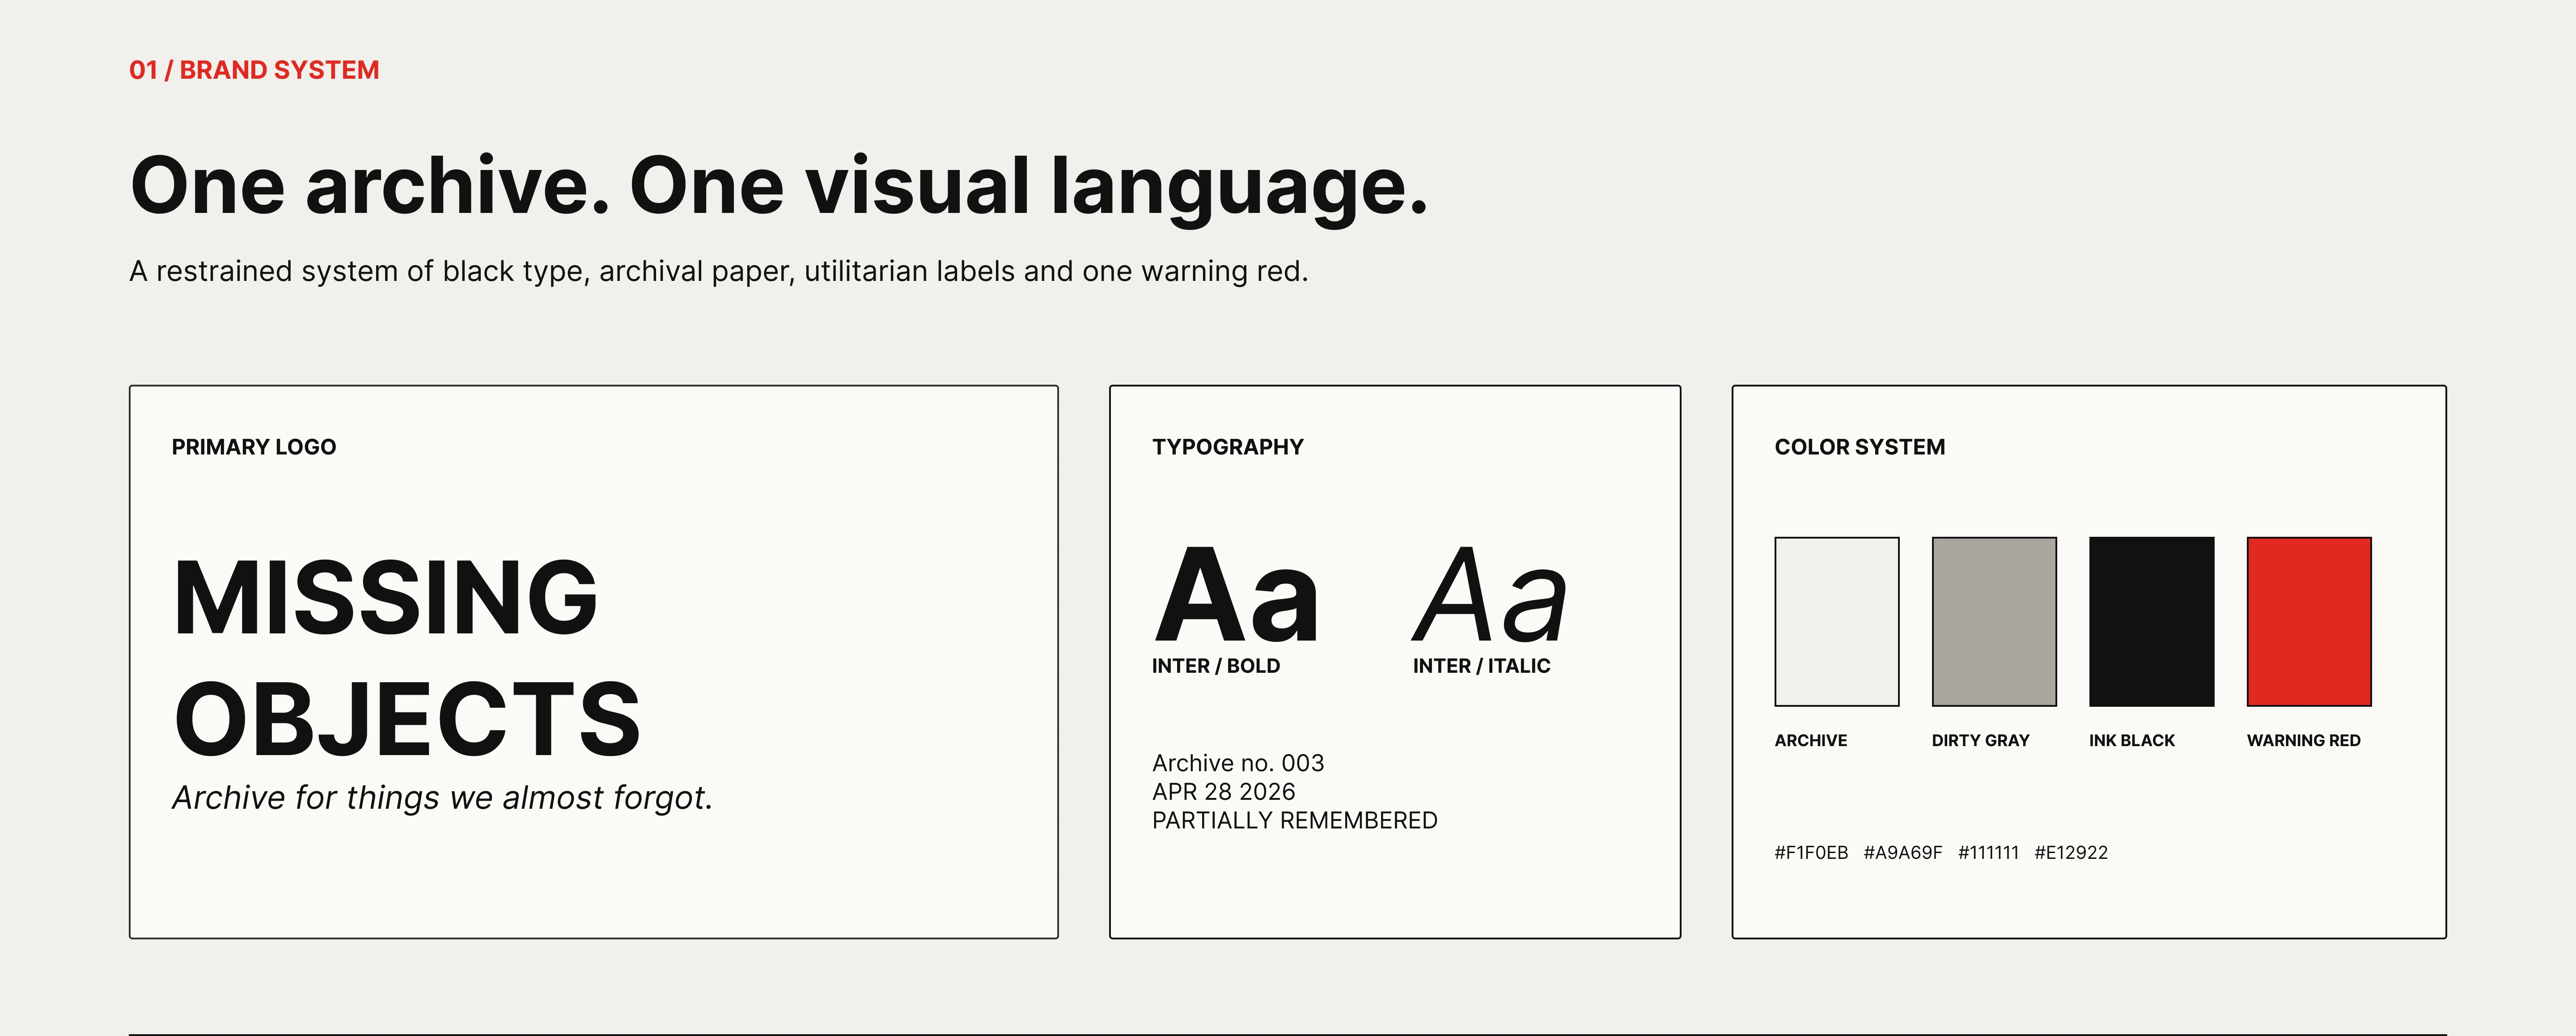 01 / BRAND SYSTEM
One archive. One visual language.
A restrained system of black type, archival paper, utilitarian labels and one warning red.
PRIMARY LOGO
MISSING
OBJECTS
Archive for things we almost forgot.
TYPOGRAPHY
Aa Aa
INTER / BOLD INTER / ITALIC
Archive no. 003
APR 28 2026
PARTIALLY REMEMBERED
COLOR SYSTEM
ARCHIVE DIRTY GRAY INK BLACK WARNING RED
#F1F0EB #A9A69F #111111 #E12922